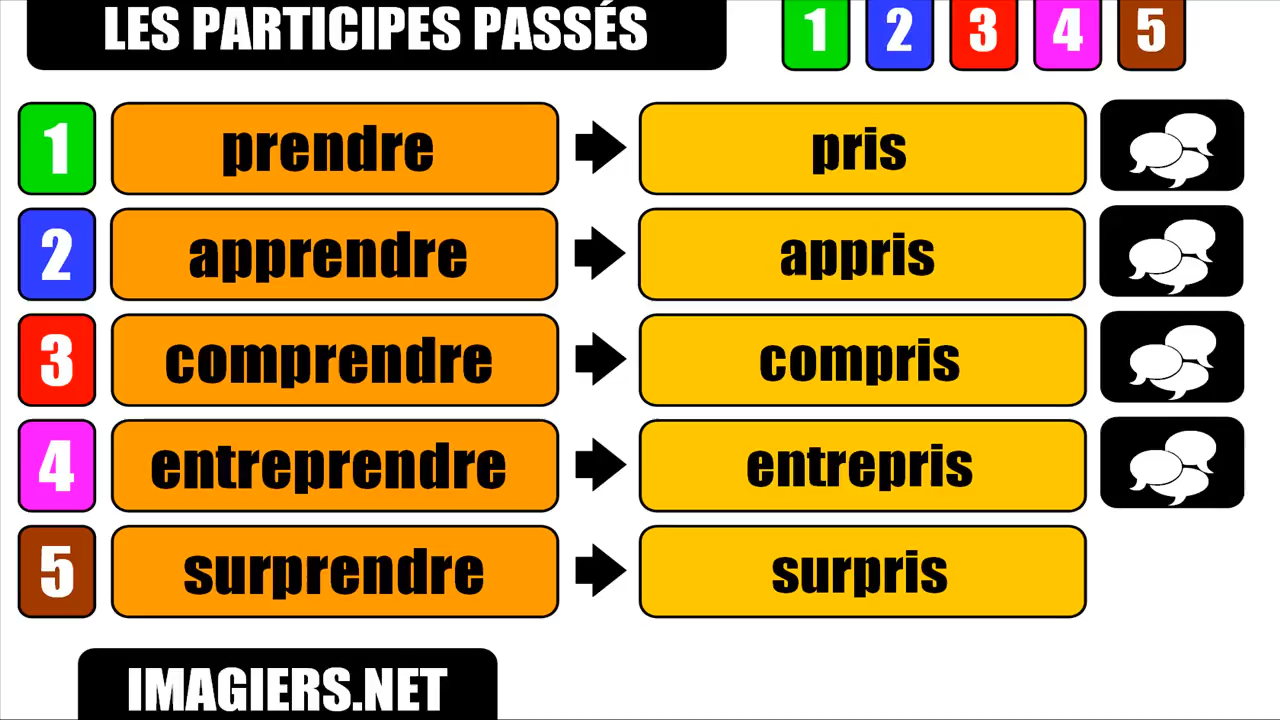 LES PARTICIPES PASSÉS 1 2 3 4 5
1 prendre pris
2 apprendre appris
3 comprendre compris
4 entreprendre entrepris
5 surprendre surpris
IMAGIERS.NET